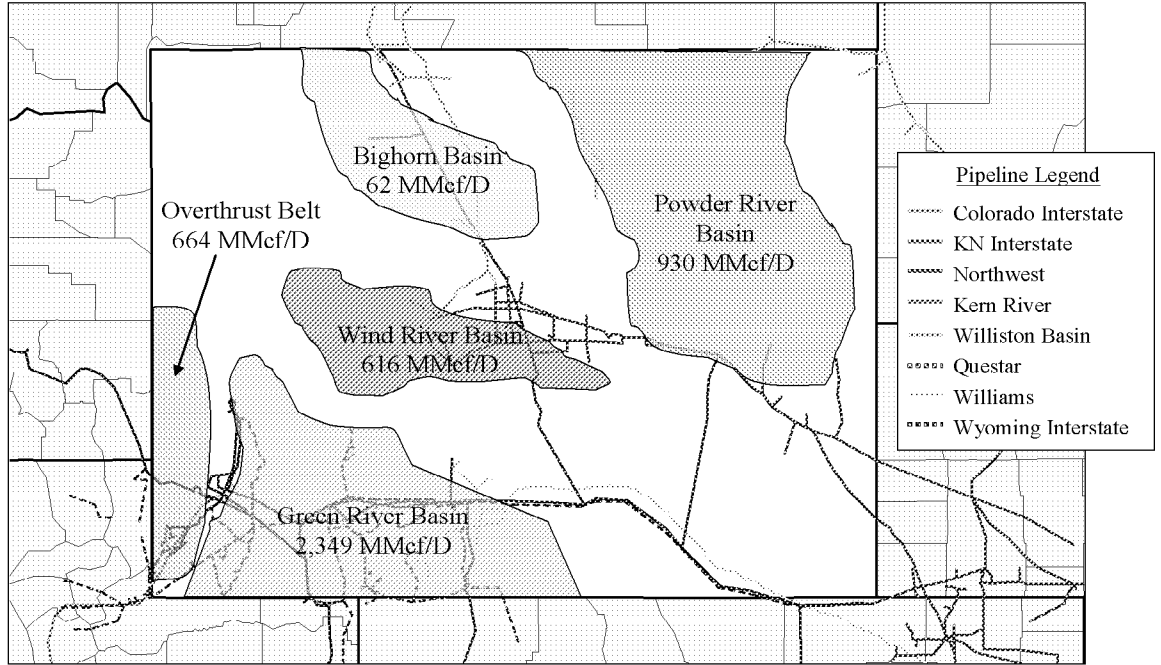 Bighorn Basin
62 MMcf/D
Overthrust Belt
664 MMcf/D
Powder River
Basin
930 MMcf/D
Wind River Basin
616 MMcf/D
Green River Basin
2,349 MMcf/D
Pipeline Legend
Colorado Interstate
KN Interstate
Northwest
Kern River
Williston Basin
Questar
Williams
Wyoming Interstate